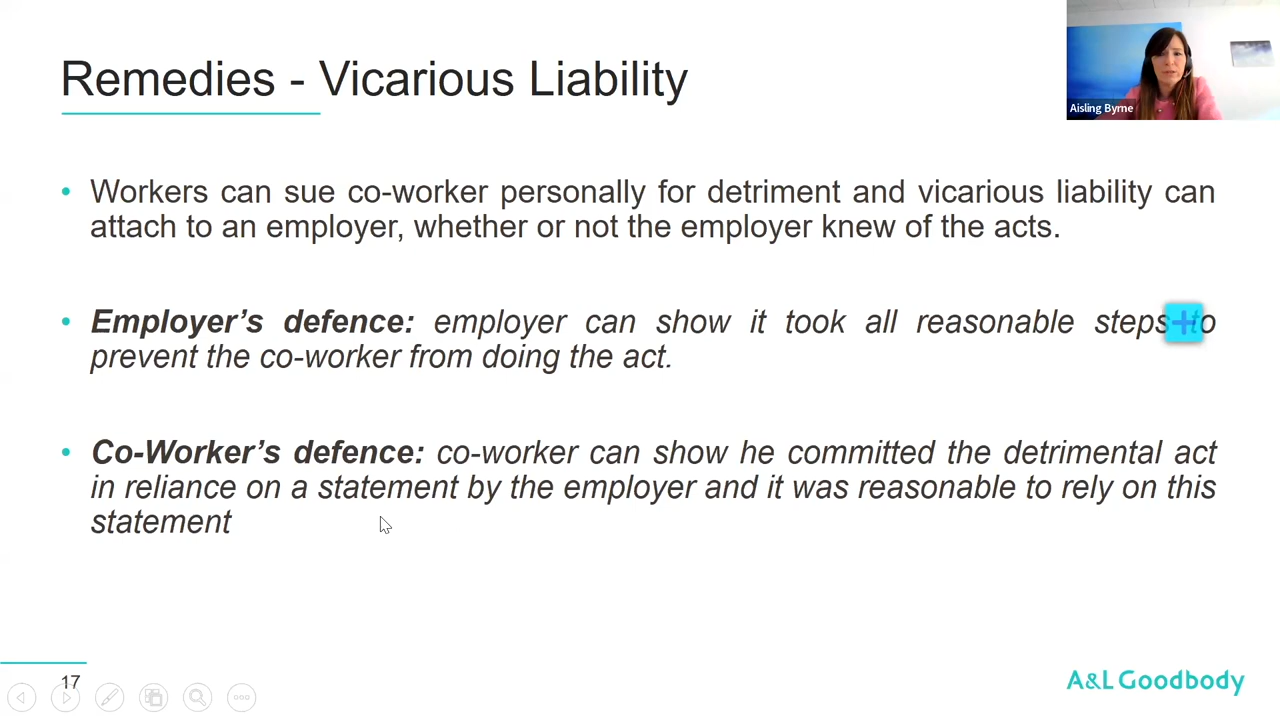 Remedies - Vicarious Liability
Aisling Byrne
• Workers can sue co-worker personally for detriment and vicarious liability can
attach to an employer, whether or not the employer knew of the acts.
• Employer’s defence: employer can show it took all reasonable steps to
prevent the co-worker from doing the act.
• Co-Worker’s defence: co-worker can show he committed the detrimental act
in reliance on a statement by the employer and it was reasonable to rely on this
statement
17
A&L Goodbody